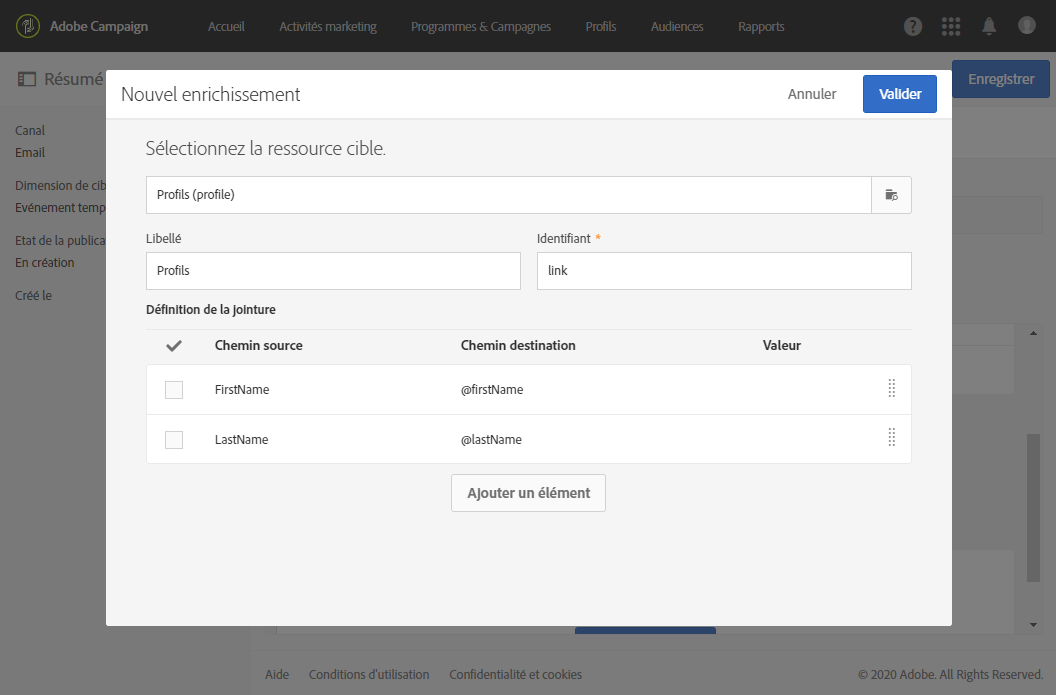 Adobe Campaign Accueil Activités marketing Programmes & Campagnes Profils Audiences Rapports
Résumé Enregistrer
Nouvel enrichissement Annuler Valider
Canal
Email
Dimension de cib
Evénement temp
Etat de la publica
En création
Créé le
Sélectionnez la ressource cible.
Profils (profile)
Libellé Identifiant *
Profils link
Définition de la jointure
Chemin source Chemin destination Valeur
FirstName @firstName
LastName @lastName
Ajouter un élément
Aide Conditions d'utilisation Confidentialité et cookies © 2020 Adobe. All Rights Reserved.